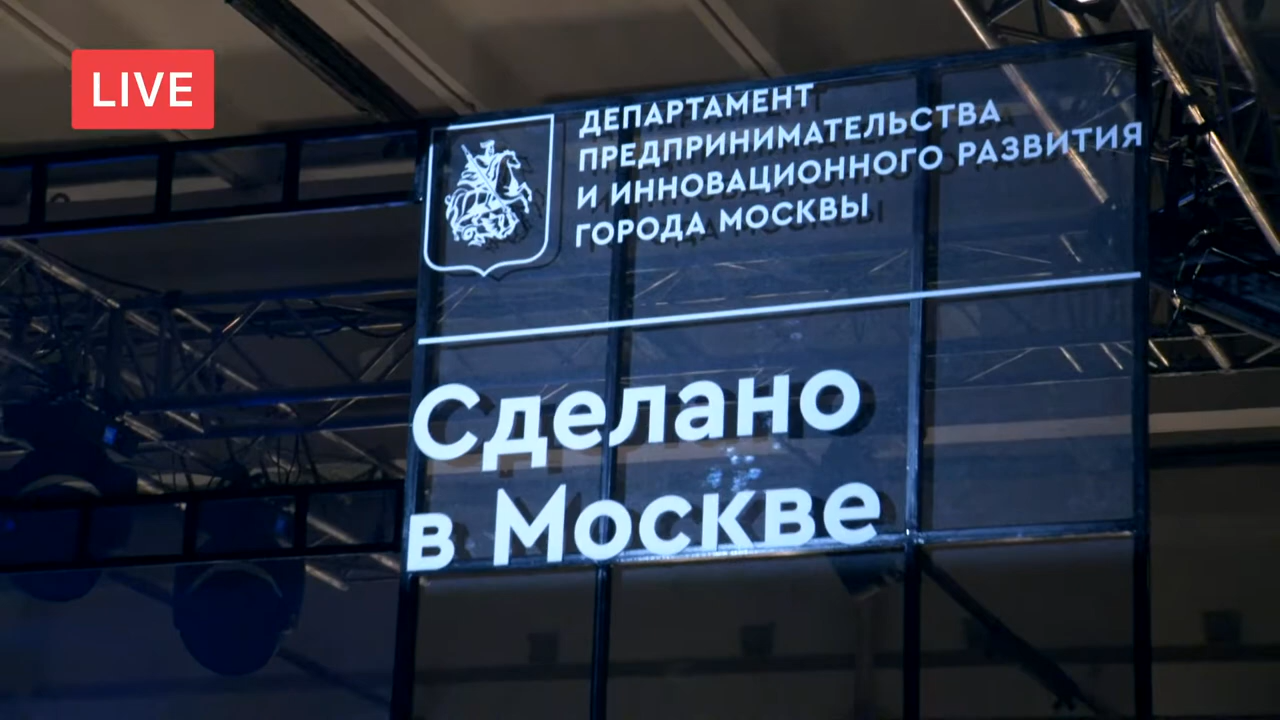 LIVE
ДЕПАРТАМЕНТ
ПРЕДПРИНИМАТЕЛЬСТВА
И ИННОВАЦИОННОГО РАЗВИТИЯ
ГОРОДА МОСКВЫ
Сделано
в Москве